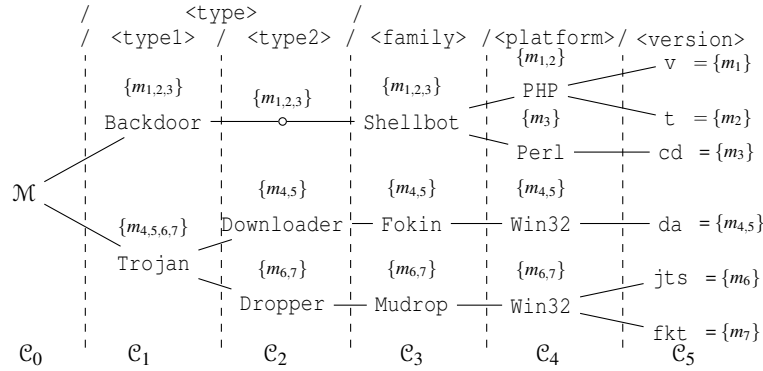 / <type> /
/ <type1> / <type2> / <family> /<platform>/ <version>
{m1,2}
v = {m1}
{m1,2,3} {m1,2,3} {m1,2,3} PHP
{m3} t = {m2}
Backdoor Shellbot
Perl cd = {m3}
M {m4,5} {m4,5} {m4,5}
{m4,5,6,7} Downloader Fokin Win32 da = {m4,5}
Trojan {m6,7} {m6,7} {m6,7} jts = {m6}
Dropper Mudrop Win32
fkt = {m7}
C0 C1 C2 C3 C4 C5